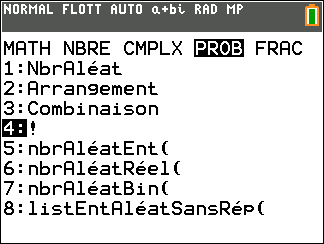 NORMAL FLOTT AUTO a+bi RAD MP
MATH NBRE CMPLX PROB FRAC
1:NbrAléat
2:Arrangement
3:Combinaison
4:!
5:nbrAléatEnt(
6:nbrAléatRéel(
7:nbrAléatBin(
8:listEntAléatSansRép(